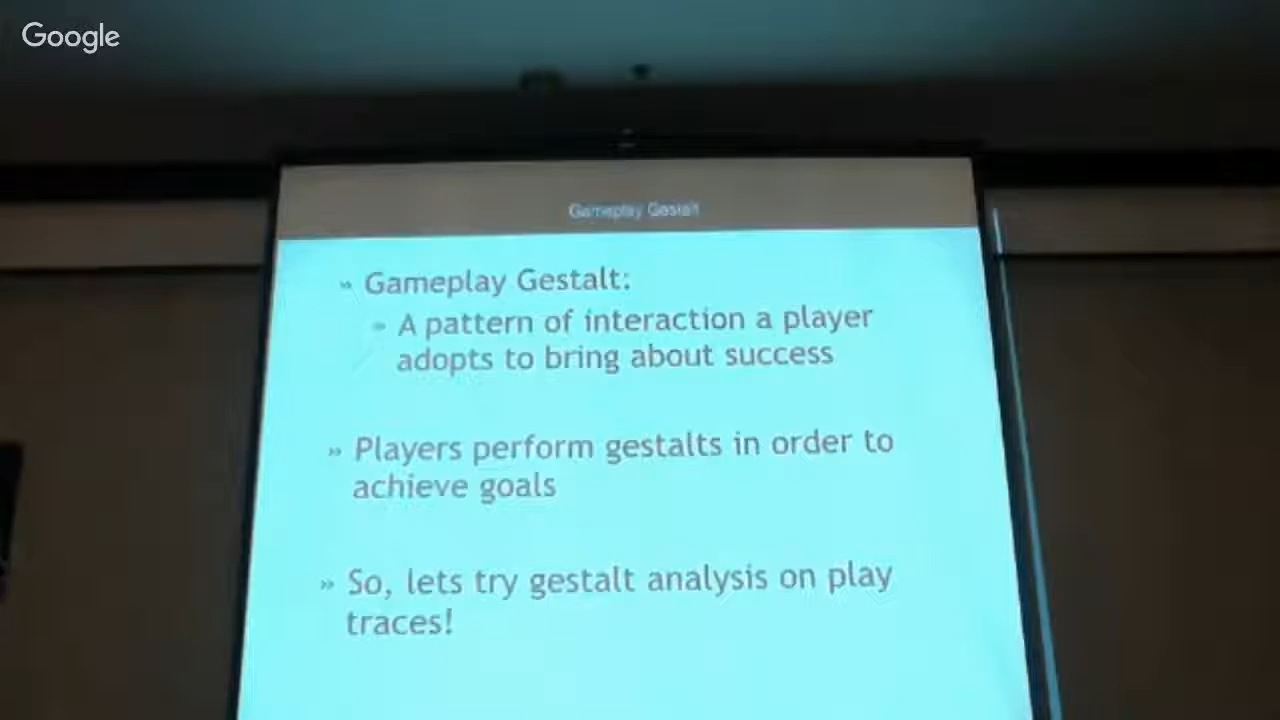 Google
Gameplay Gestalt
» Gameplay Gestalt:
» A pattern of interaction a player
adopts to bring about success
» Players perform gestalts in order to
achieve goals
» So, lets try gestalt analysis on play
traces!